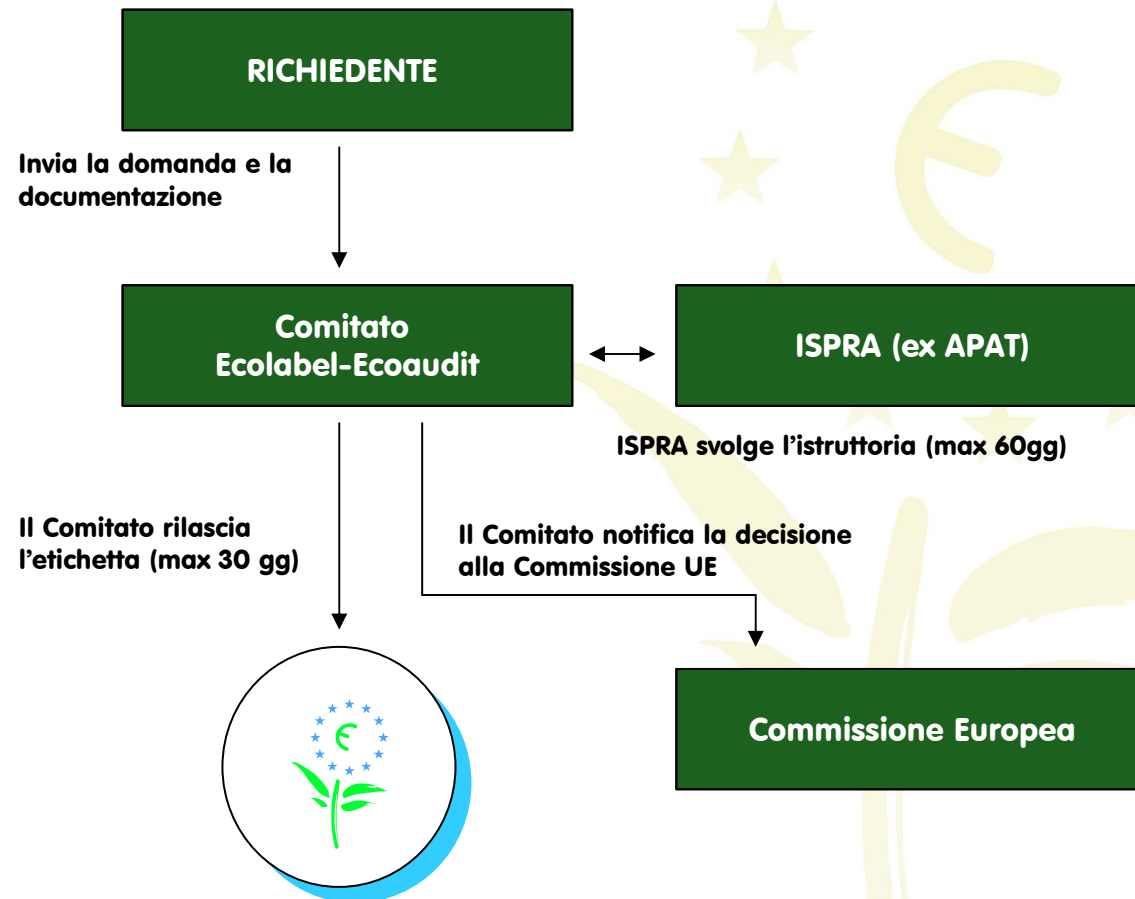 RICHIEDENTE
Invia la domanda e la
documentazione
Comitato
Ecolabel-Ecoaudit
ISPRA (ex APAT)
ISPRA svolge l’istruttoria (max 60gg)
Il Comitato rilascia
l’etichetta (max 30 gg)
Il Comitato notifica la decisione
alla Commissione UE
Commissione Europea